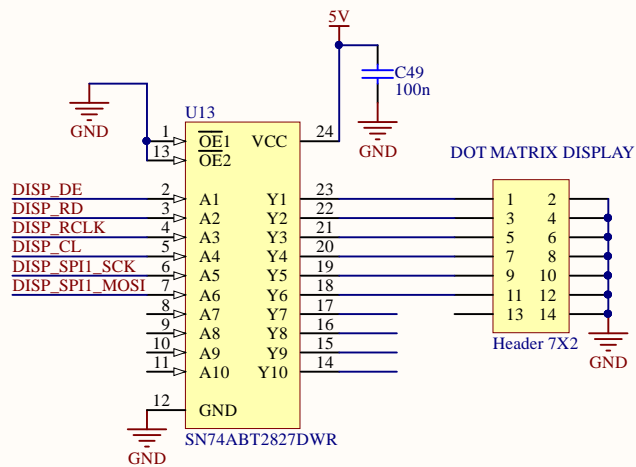 5V
C49
100n
GND
GND
U13
1 OE1 VCC 24
13 OE2
DOT MATRIX DISPLAY
DISP_DE 2 A1 Y1 23 1 2
DISP_RD 3 A2 Y2 22 3 4
DISP_RCLK 4 A3 Y3 21 5 6
DISP_CL 5 A4 Y4 20 7 8
DISP_SPI1_SCK 6 A5 Y5 19 9 10
DISP_SPI1_MOSI 7 A6 Y6 18 11 12
8 A7 Y7 17 13 14
9 A8 Y8 16
10 A9 Y9 15
11 A10 Y10 14
Header 7X2
GND
12 GND
SN74ABT2827DWR
GND